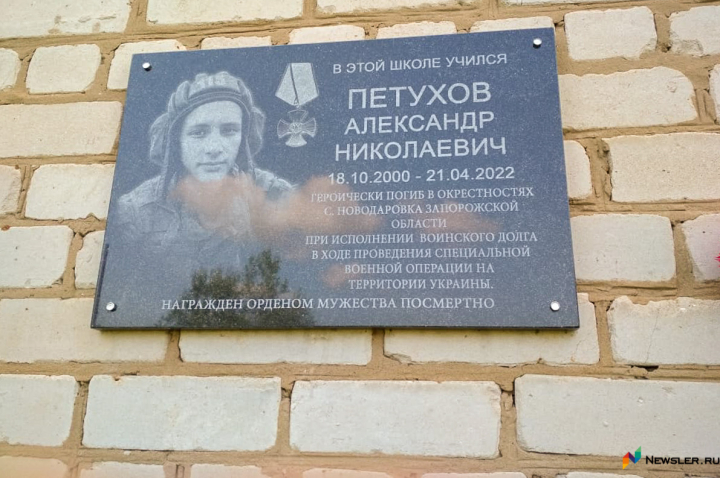 В ЭТОЙ ШКОЛЕ УЧИЛСЯ
ПЕТУХОВ
АЛЕКСАНДР
НИКОЛАЕВИЧ
18.10.2000 - 21.04.2022
ГЕРОИЧЕСКИ ПОГИБ В ОКРЕСТНОСТЯХ
С. НОВОДАРОВКА ЗАПОРОЖСКОЙ
ОБЛАСТИ
ПРИ ИСПОЛНЕНИИ ВОИНСКОГО ДОЛГА
В ХОДЕ ПРОВЕДЕНИЯ СПЕЦИАЛЬНОЙ
ВОЕННОЙ ОПЕРАЦИИ НА
ТЕРРИТОРИИ УКРАИНЫ.
НАГРАЖДЕН ОРДЕНОМ МУЖЕСТВА ПОСМЕРТНО
NEWSLER.RU